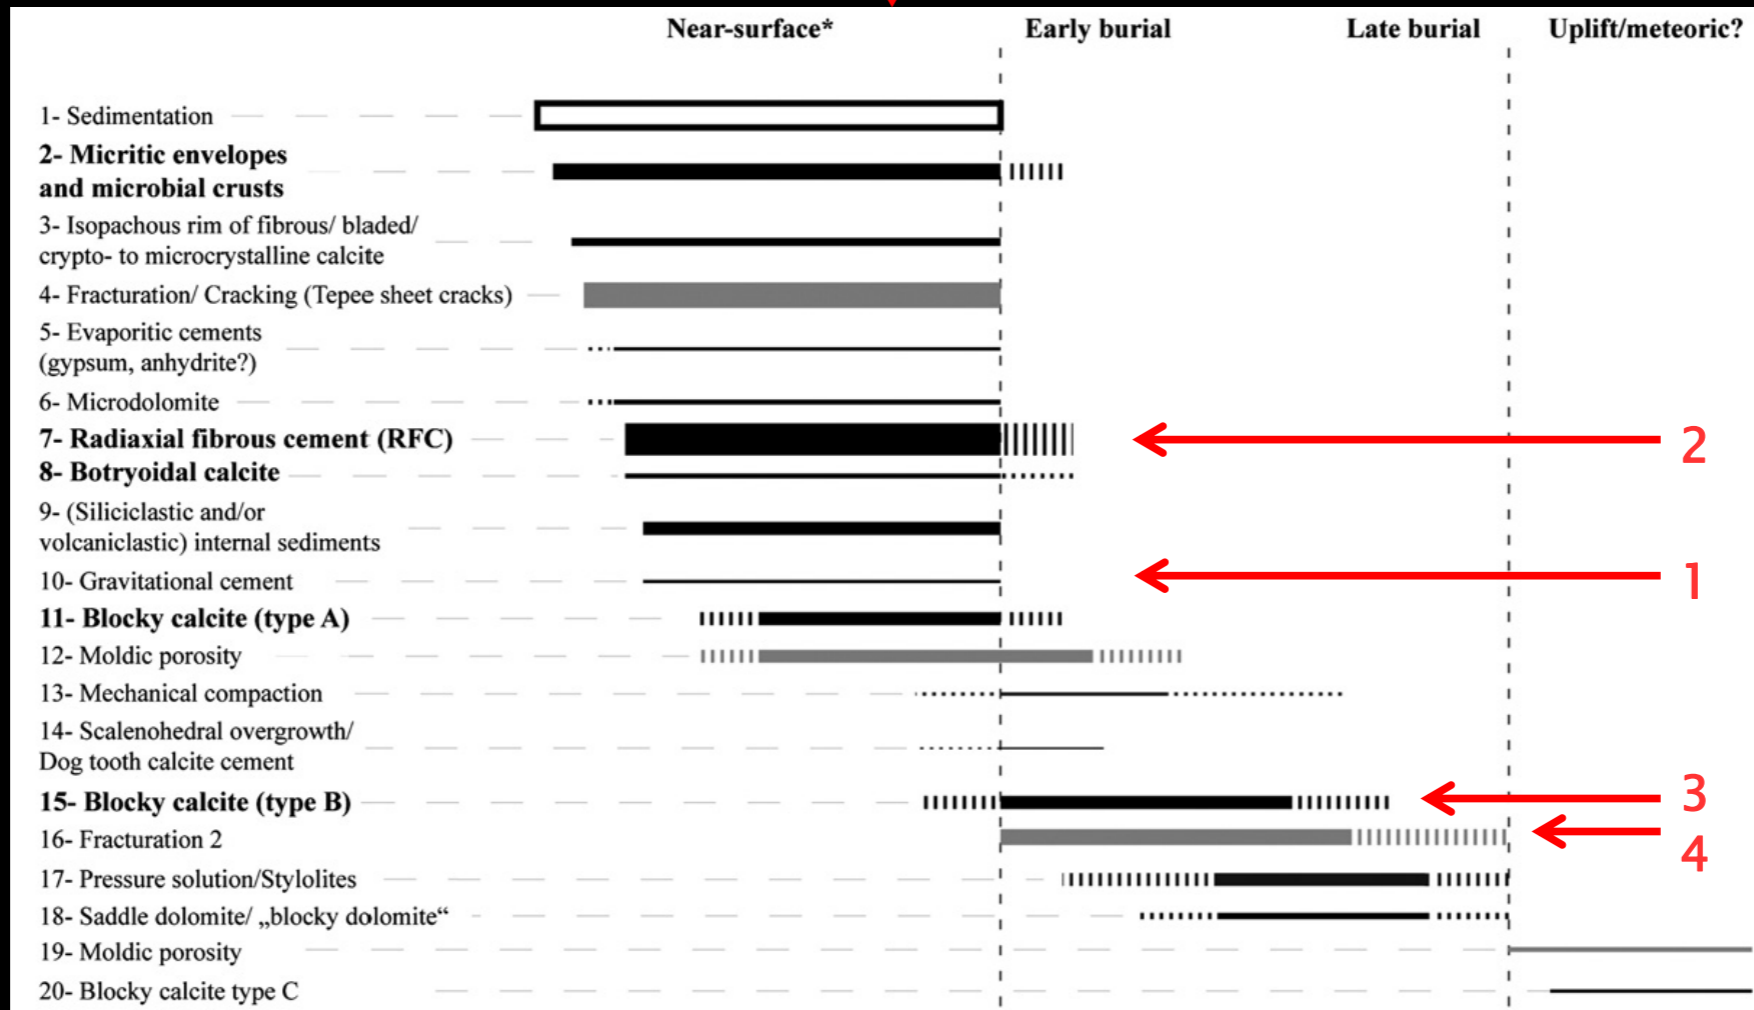 Near-surface* Early burial Late burial Uplift/meteoric?
1- Sedimentation
2- Micritic envelopes
and microbial crusts
3- Isopachous rim of fibrous/ bladed/
crypto- to microcrystalline calcite
4- Fracturation/ Cracking (Tepee sheet cracks)
5- Evaporitic cements
(gypsum, anhydrite?)
6- Microdolomite
7- Radiaxial fibrous cement (RFC) 2
8- Botryoidal calcite
9- (Siliciclastic and/or
volcaniclastic) internal sediments
10- Gravitational cement 1
11- Blocky calcite (type A)
12- Moldic porosity
13- Mechanical compaction
14- Scalenohedral overgrowth/
Dog tooth calcite cement
15- Blocky calcite (type B) 3
16- Fracturation 2 4
17- Pressure solution/Stylolites
18- Saddle dolomite/ „blocky dolomite“
19- Moldic porosity
20- Blocky calcite type C